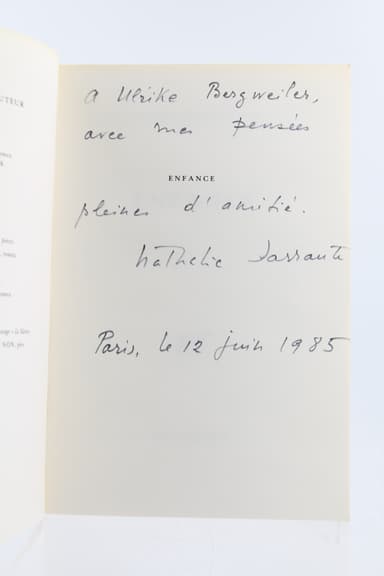 A Ulrike Bergweiler,
avec mes pensées
ENFANCE
pleines d'amitié.
Nathalie Sarraute
Paris, le 12 juin 1985